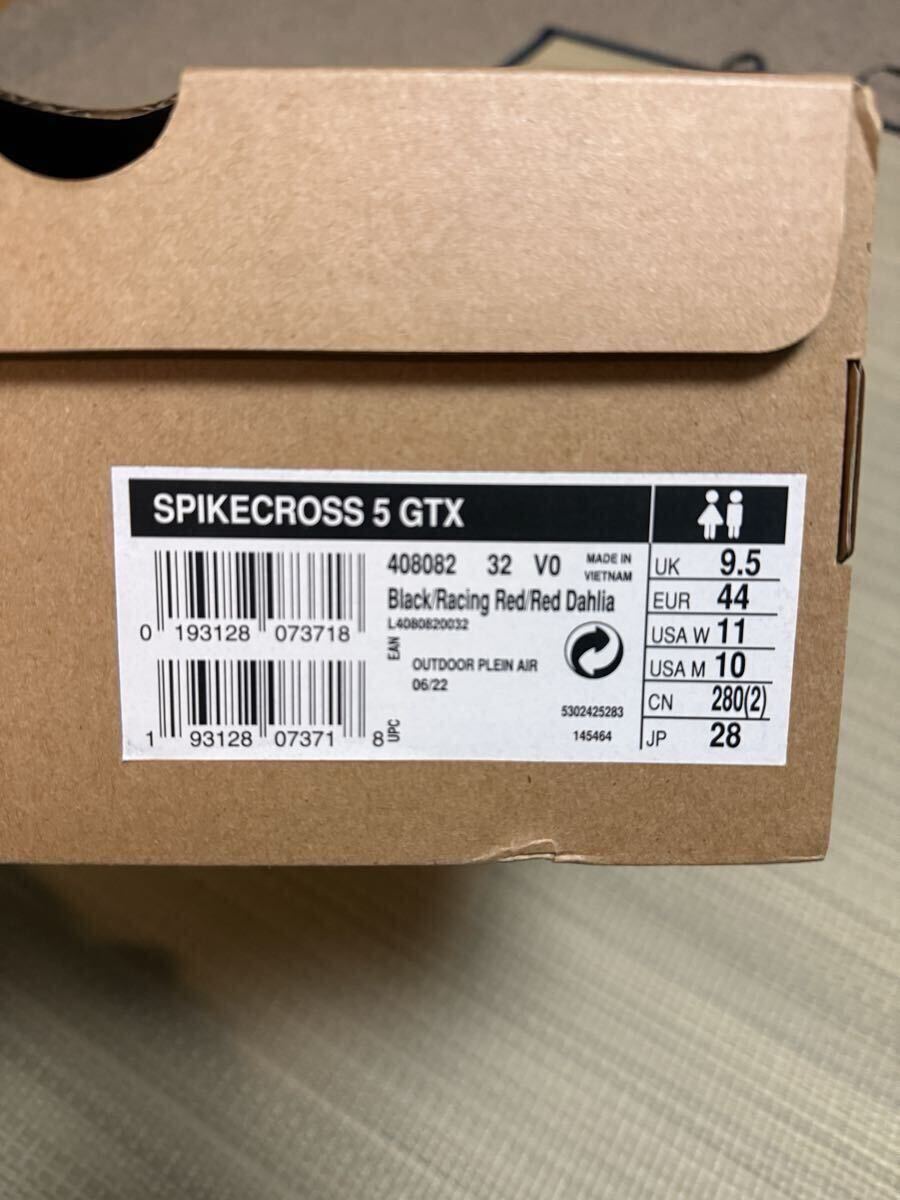 SPIKECROSS 5 GTX
408082 32 V0 MADE IN VIETNAM
Black/Racing Red/Red Dahlia
L4080820032
EAN
0 193128 073718
OUTDOOR PLEIN AIR
06/22
5302425283
145464
UPC
1 93128 07371 8
UK 9.5
EUR 44
USA W 11
USA M 10
CN 280(2)
JP 28